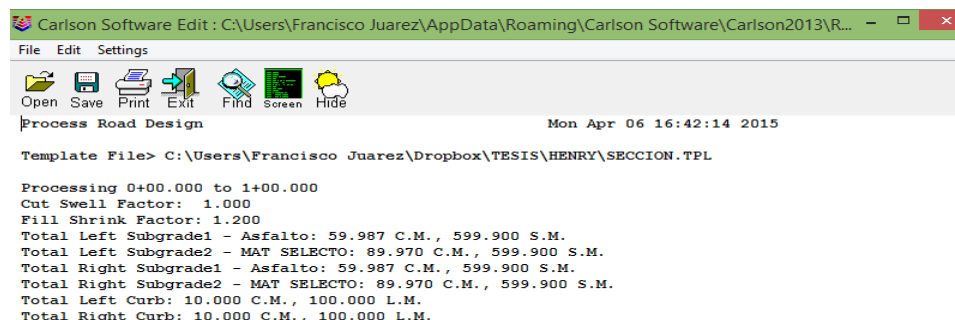 Carlson Software Edit : C:\Users\Francisco Juarez\AppData\Roaming\Carlson Software\Carlson2013\R...
File Edit Settings
Open Save Print Exit Find Screen Hide
Process Road Design Mon Apr 06 16:42:14 2015
Template File> C:\Users\Francisco Juarez\Dropbox\TESIS\HENRY\SECCION.TPL
Processing 0+00.000 to 1+00.000
Cut Swell Factor: 1.000
Fill Shrink Factor: 1.200
Total Left Subgrade1 - Asfalto: 59.987 C.M., 599.900 S.M.
Total Left Subgrade2 - MAT SELECTO: 89.970 C.M., 599.900 S.M.
Total Right Subgrade1 - Asfalto: 59.987 C.M., 599.900 S.M.
Total Right Subgrade2 - MAT SELECTO: 89.970 C.M., 599.900 S.M.
Total Left Curb: 10.000 C.M., 100.000 L.M.
Total Right Curb: 10.000 C.M., 100.000 L.M.